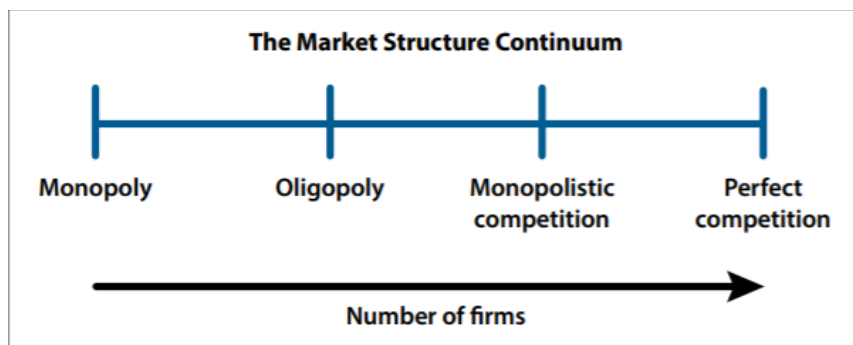 The Market Structure Continuum
Monopoly
Oligopoly
Monopolistic
competition
Perfect
competition
Number of firms